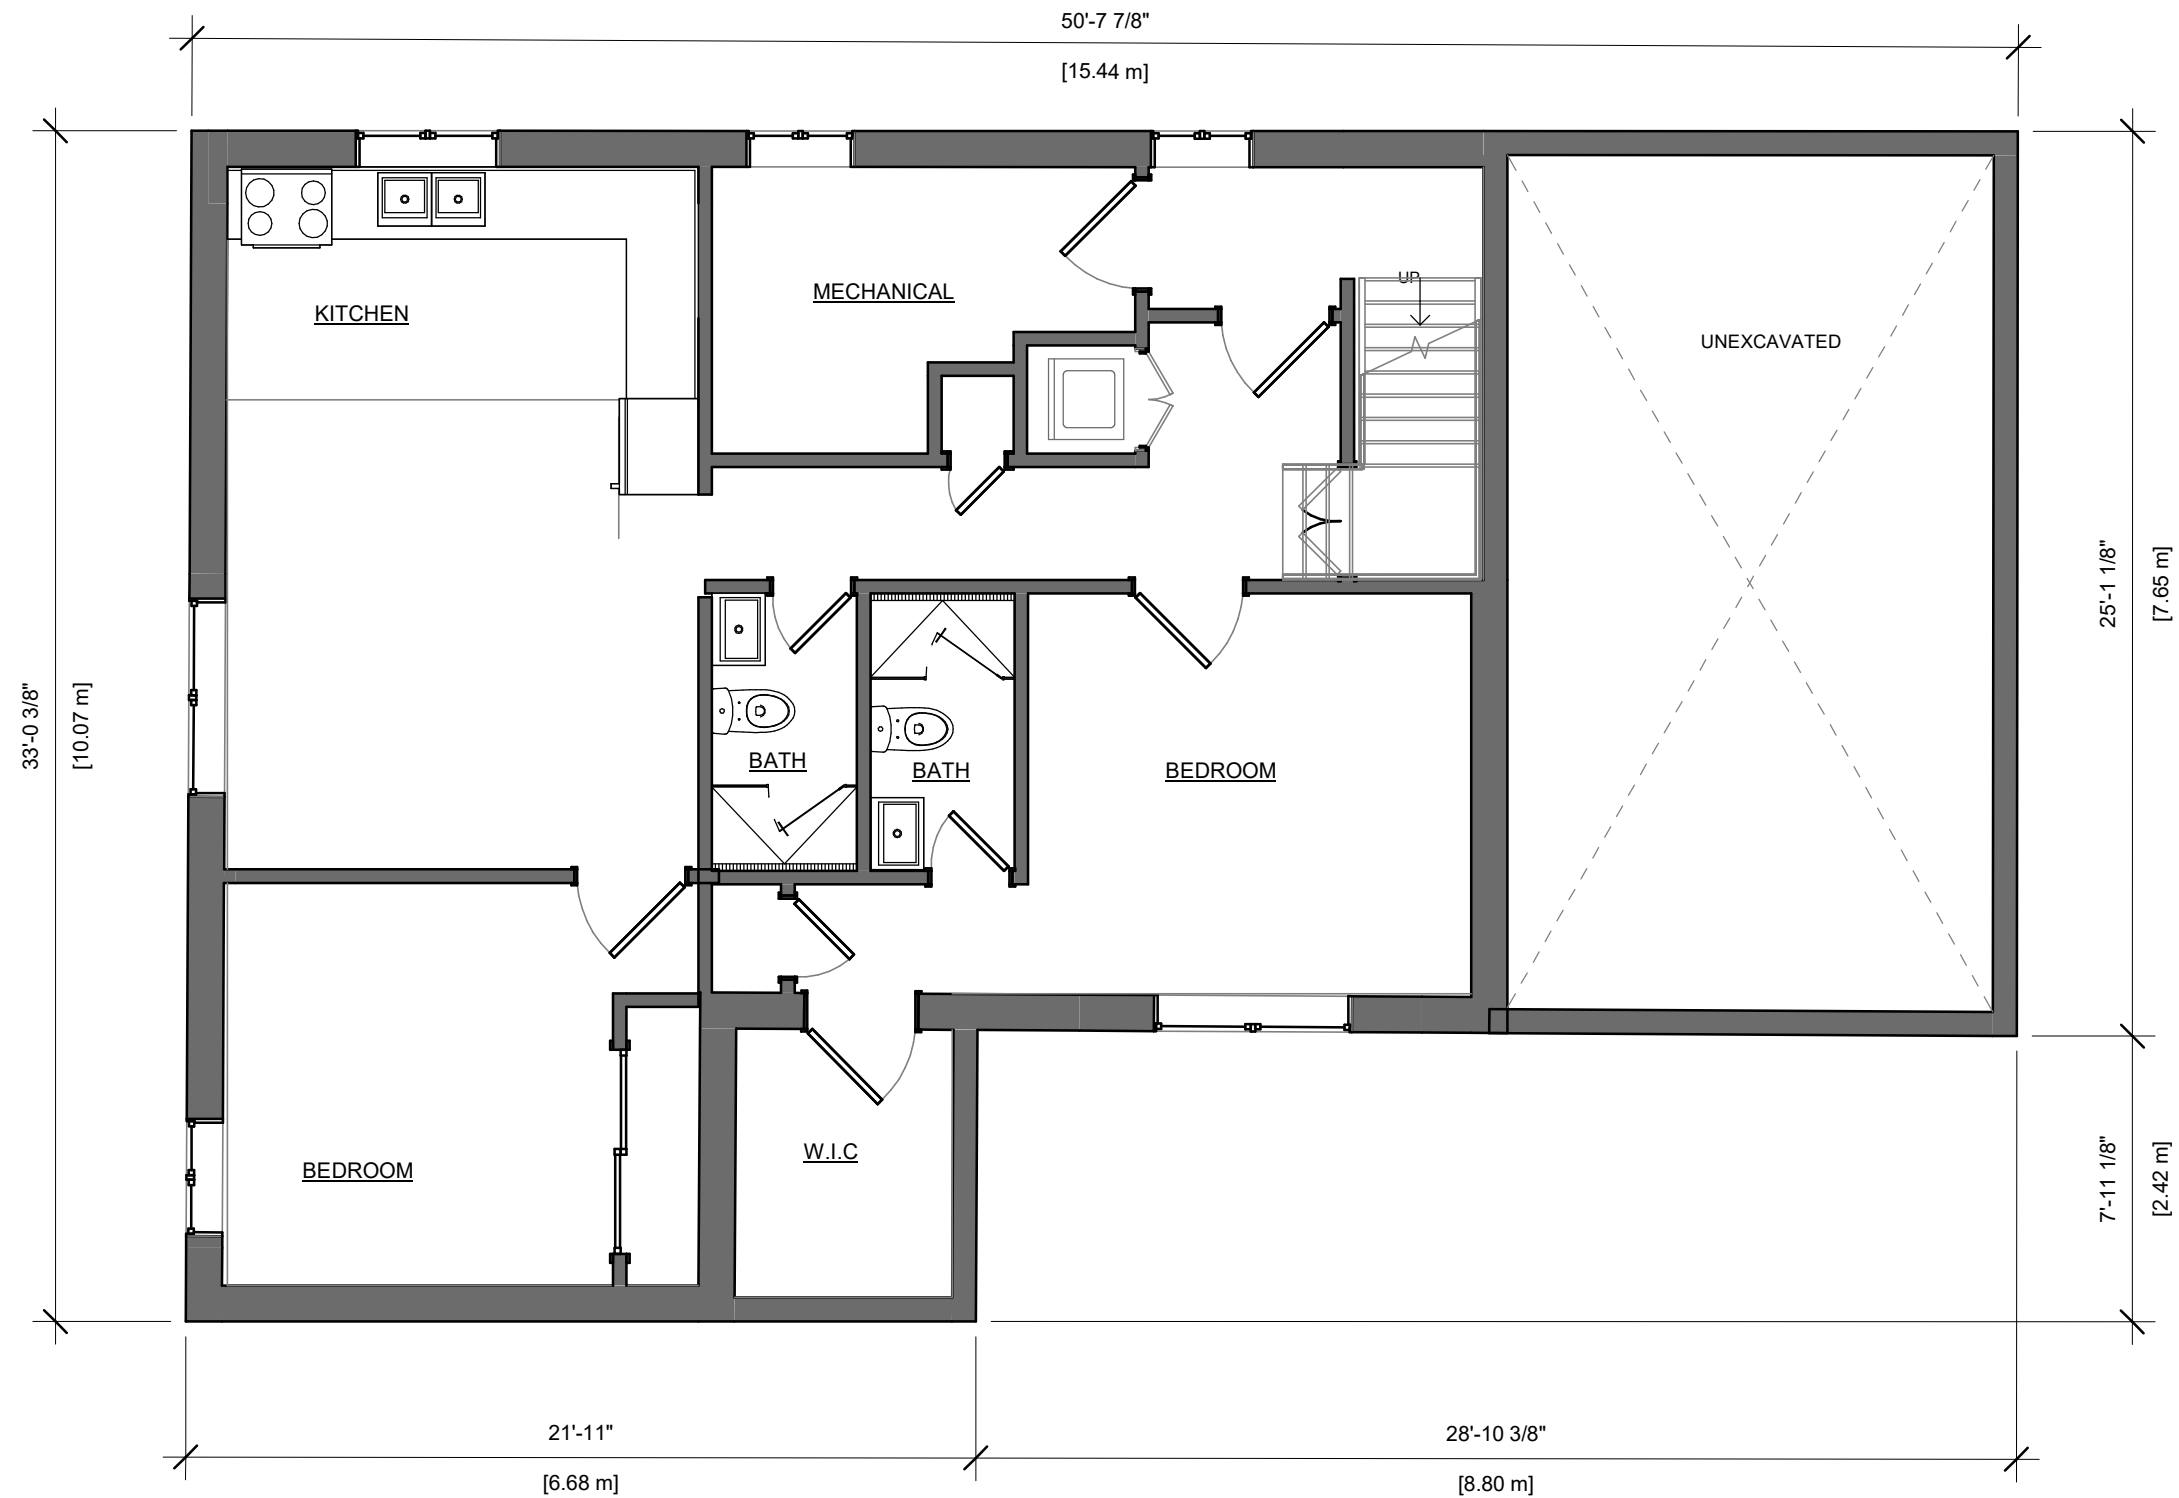 50'-7 7/8"
[15.44 m]
UP
MECHANICAL
KITCHEN
UNEXCAVATED
25'-1 1/8"
[7.65 m]
33'-0 3/8"
[10.07 m]
BATH
BATH
BEDROOM
W.I.C
BEDROOM
7'-11 1/8"
[2.42 m]
21'-11"
[6.68 m]
28'-10 3/8"
[8.80 m]